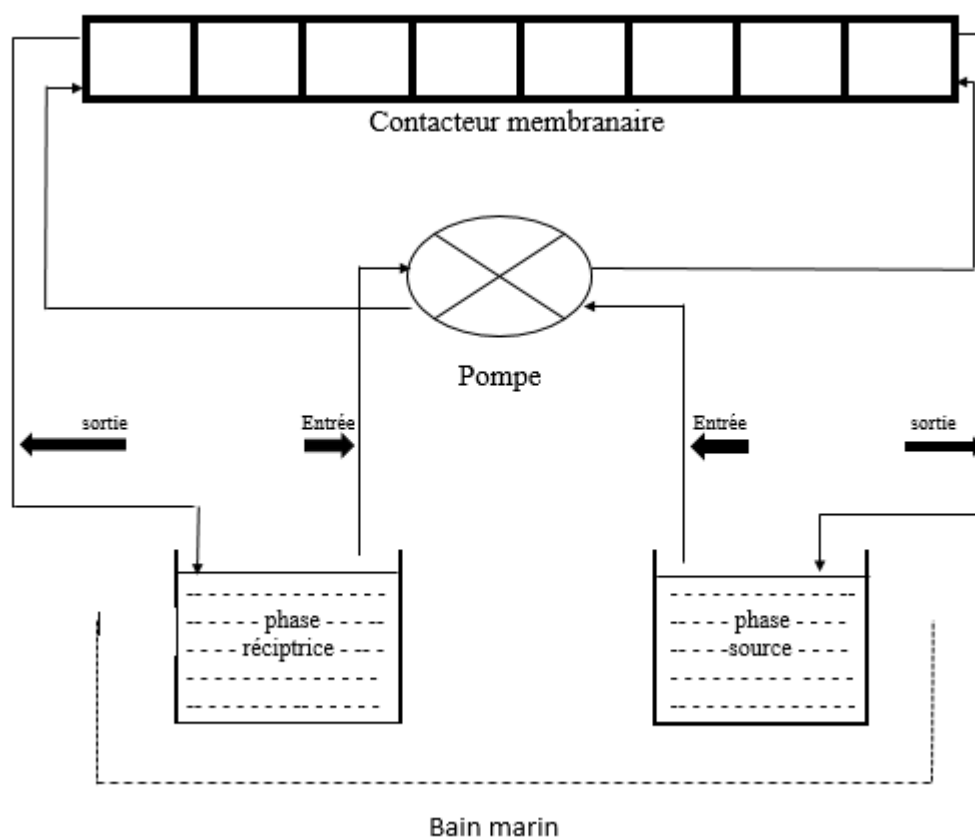 Contacteur membranaire
Pompe
sortie
Entrée
Entrée
sortie
phase
réciptrice
phase
source
Bain marin